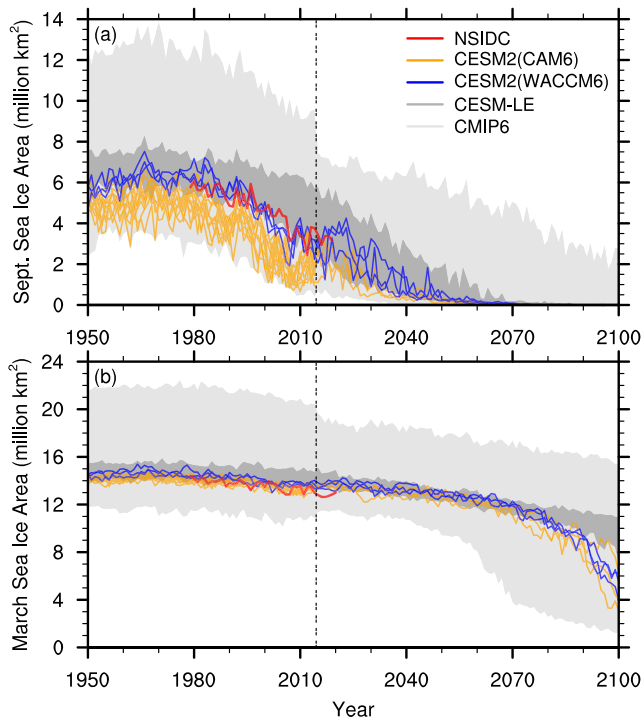 14
12
10
8
6
4
2
0
Sept. Sea Ice Area (million km²)
(a)
NSIDC
CESM2(CAM6)
CESM2(WACCM6)
CESM-LE
CMIP6
1950 1980 2010 2040 2070 2100
24
20
16
12
8
4
0
March Sea Ice Area (million km²)
(b)
1950 1980 2010 2040 2070 2100
Year